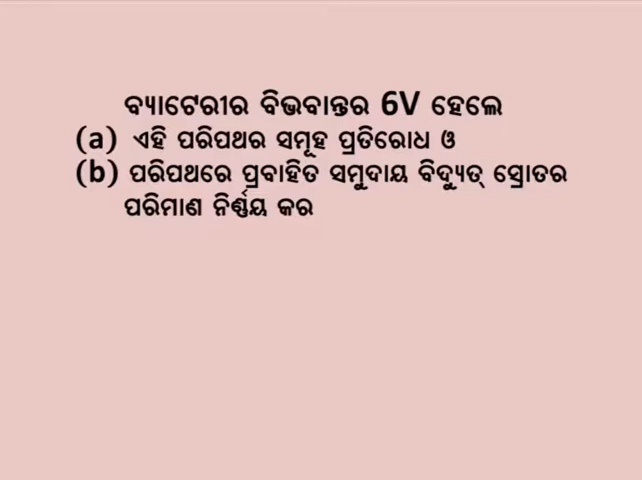 ବ୍ୟାଟେରୀର ବିଭବାନ୍ତର 6V ହେଲେ
(a) ଏହି ପରିପଥର ସମୂହ ପ୍ରତିରୋଧ ଓ
(b) ପରିପଥରେ ପ୍ରବାହିତ ସମୁଦାୟ ବିଦ୍ୟୁତ୍ ସ୍ରୋତର
ପରିମାଣ ନିର୍ଣ୍ଣୟ କର